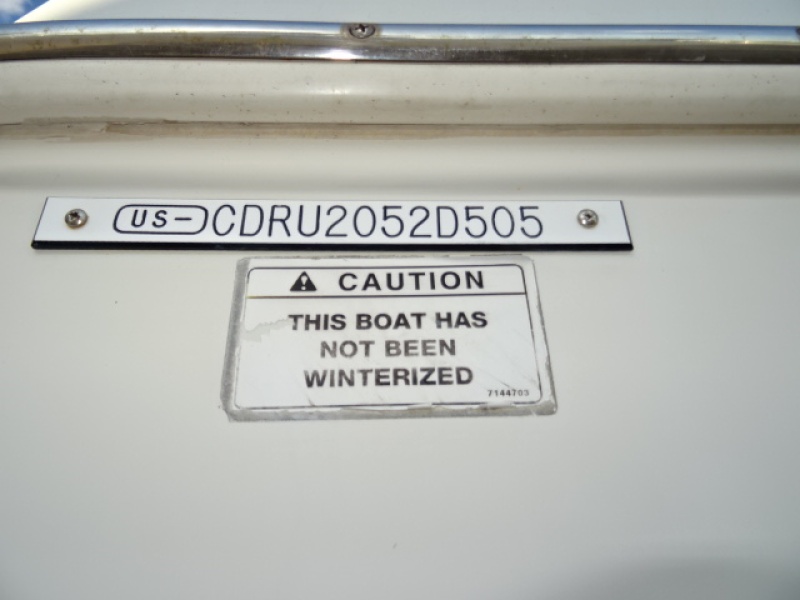 US-CDRU2052D505
CAUTION
THIS BOAT HAS
NOT BEEN
WINTERIZED
7144703